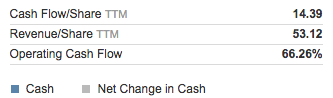 Cash Flow/Share TTM 14.39
Revenue/Share TTM 53.12
Operating Cash Flow 66.26%
Cash Net Change in Cash